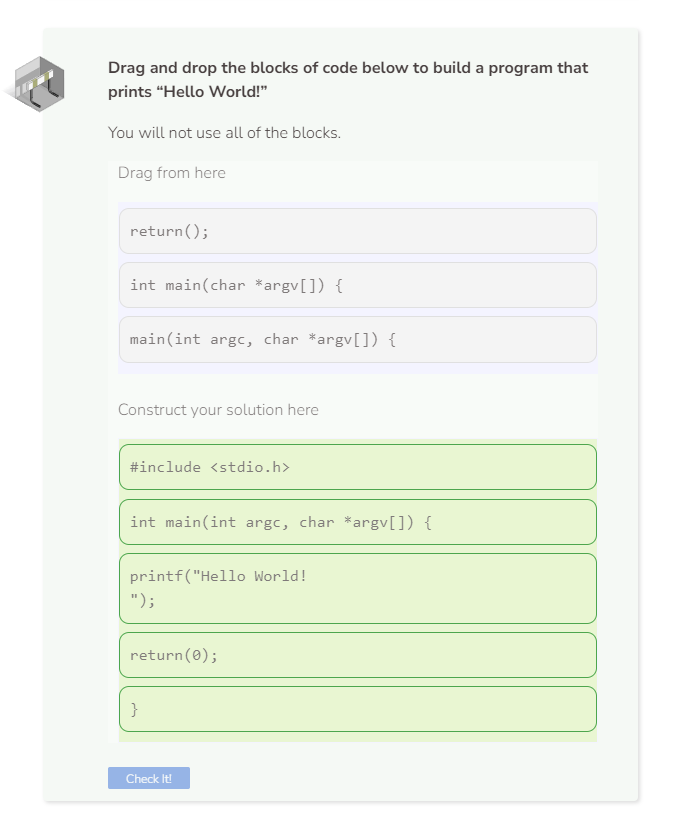 Drag and drop the blocks of code below to build a program that
prints “Hello World!”
You will not use all of the blocks.
Drag from here
return();
int main(char *argv[]) {
main(int argc, char *argv[]) {
Construct your solution here
#include <stdio.h>
int main(int argc, char *argv[]) {
printf("Hello World!
");
return(0);
}
Check It!